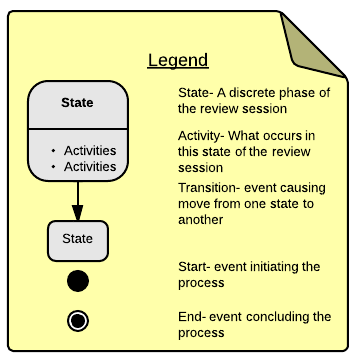 Legend
State
• Activities
• Activities
State
State- A discrete phase of
the review session
Activity- What occurs in
this state of the review
session
Transition- event causing
move from one state to
another
Start- event initiating the
process
End- event concluding the
process